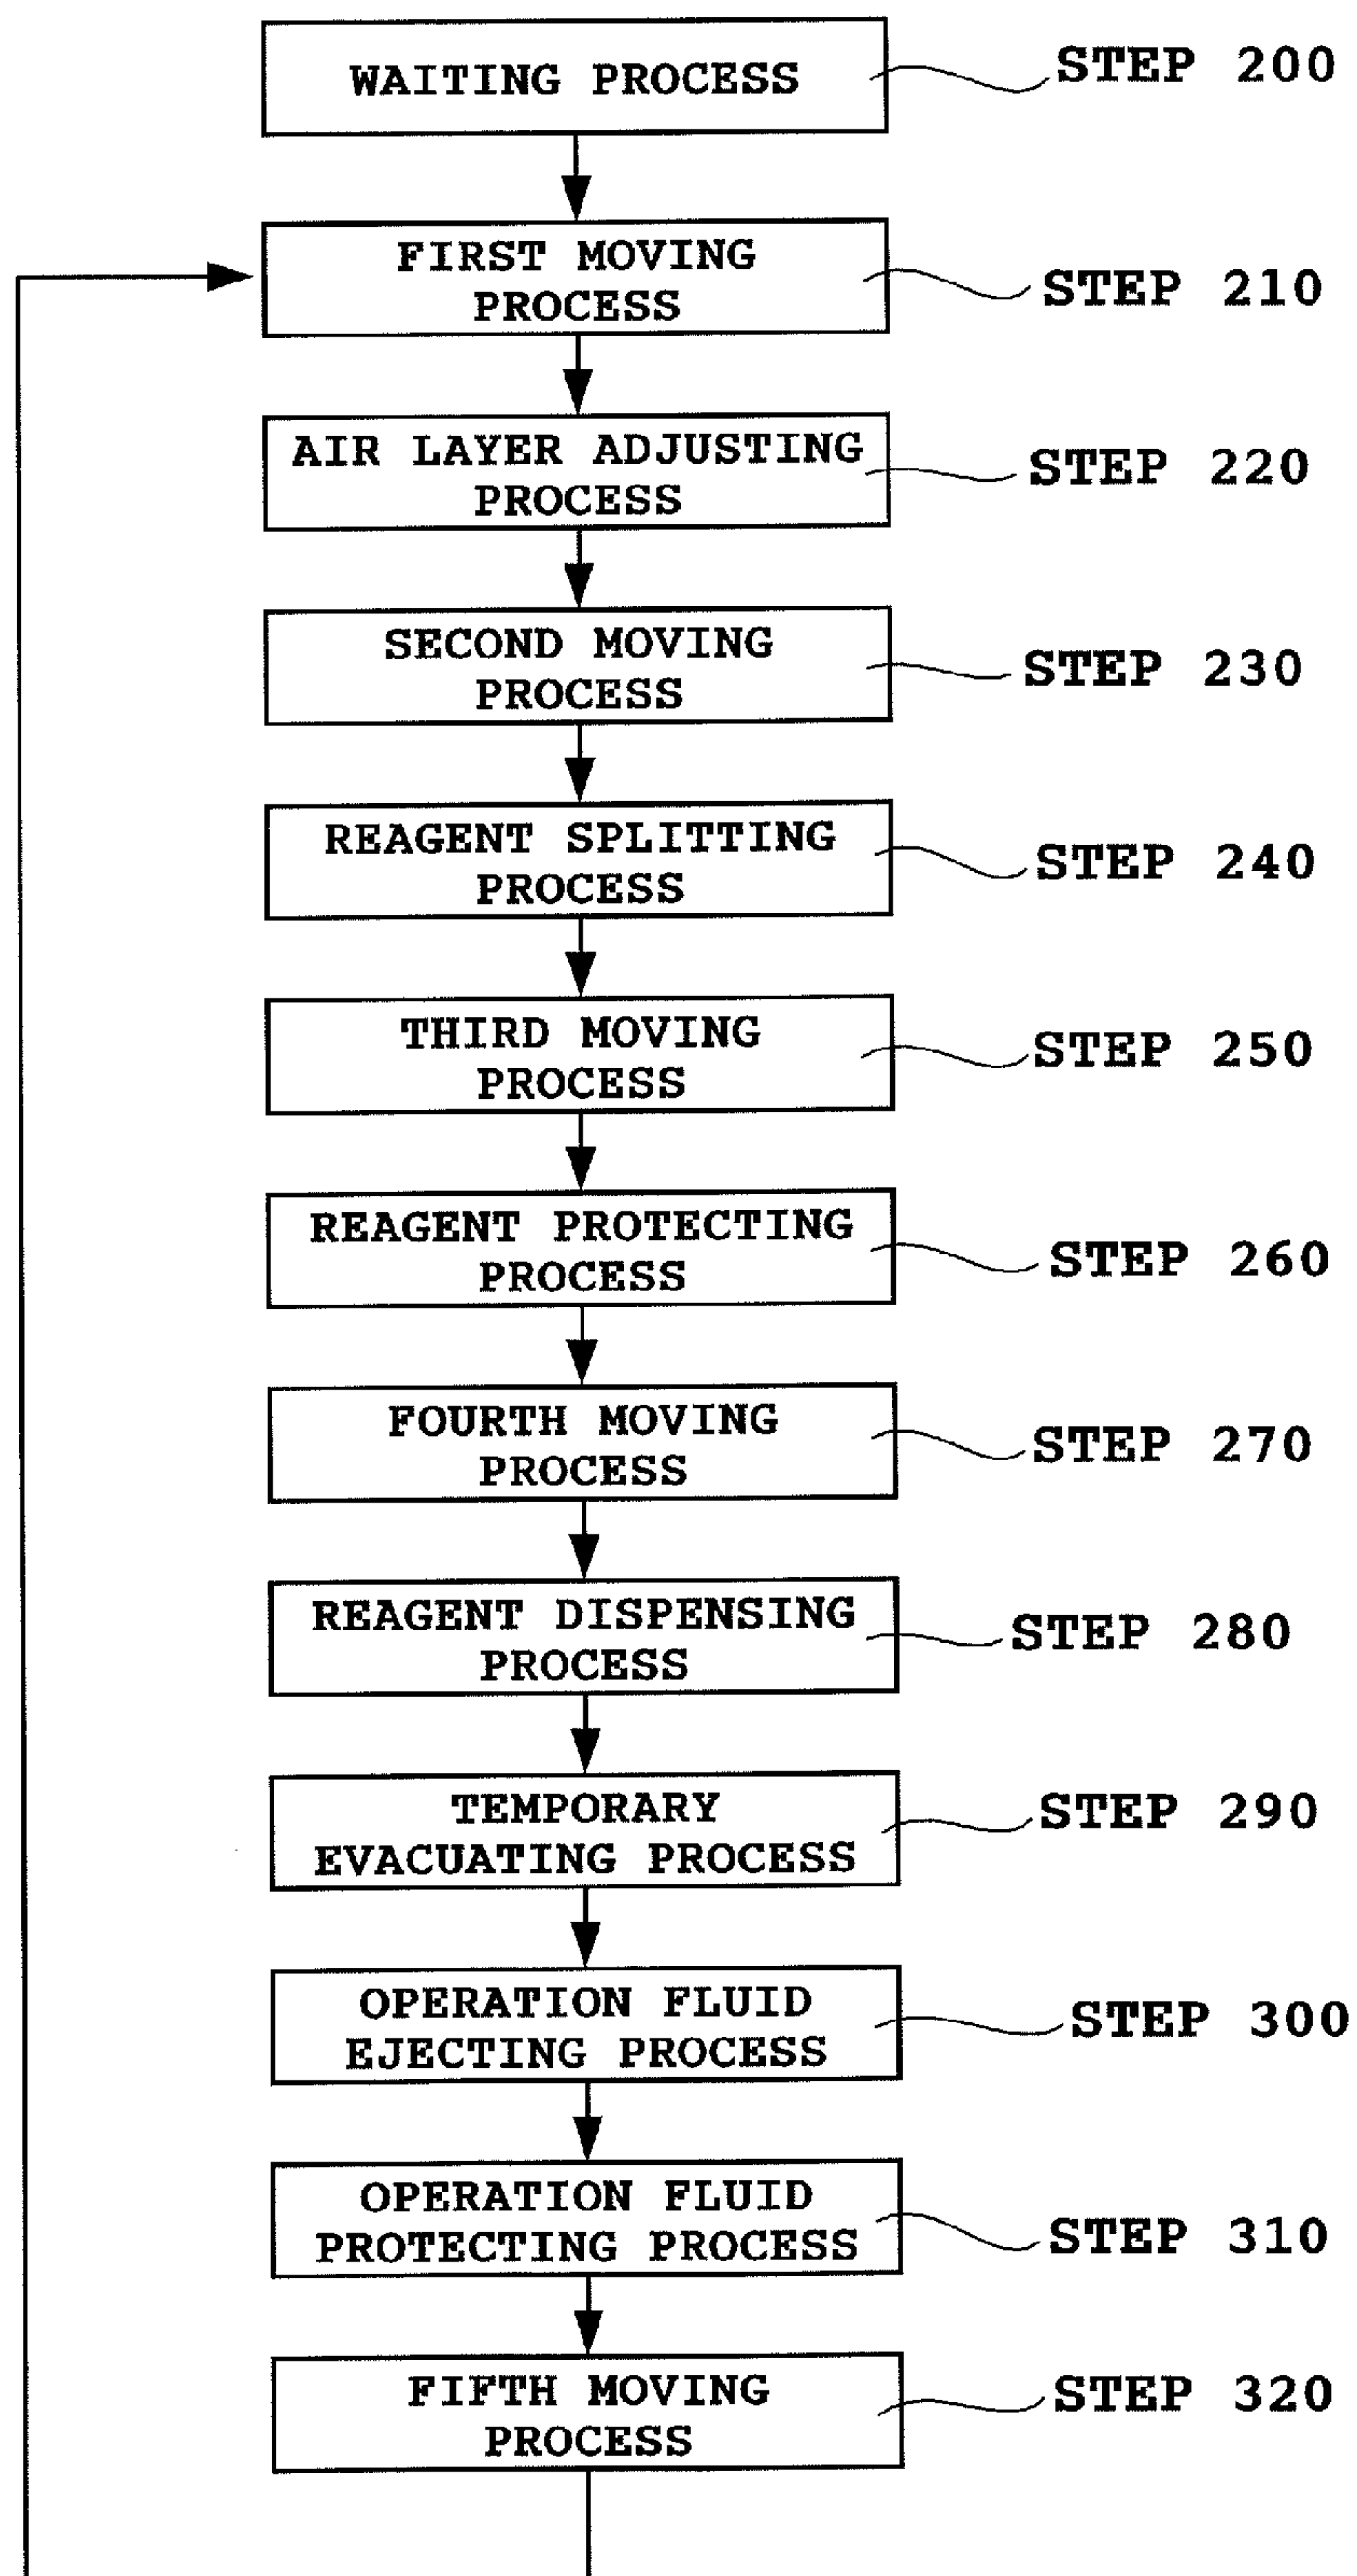 WAITING PROCESS
STEP 200
FIRST MOVING
PROCESS
STEP 210
AIR LAYER ADJUSTING
PROCESS
STEP 220
SECOND MOVING
PROCESS
STEP 230
REAGENT SPLITTING
PROCESS
STEP 240
THIRD MOVING
PROCESS
STEP 250
REAGENT PROTECTING
PROCESS
STEP 260
FOURTH MOVING
PROCESS
STEP 270
REAGENT DISPENSING
PROCESS
STEP 280
TEMPORARY
EVACUATING PROCESS
STEP 290
OPERATION FLUID
EJECTING PROCESS
STEP 300
OPERATION FLUID
PROTECTING PROCESS
STEP 310
FIFTH MOVING
PROCESS
STEP 320